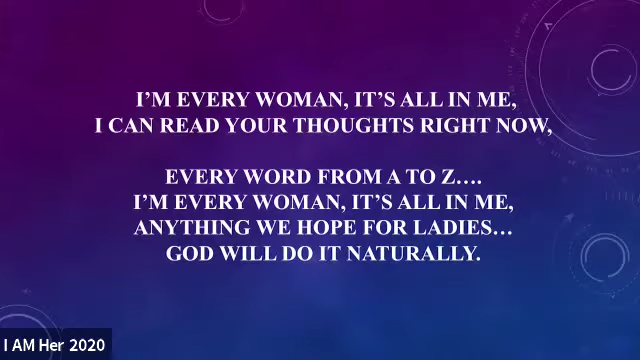 I'M EVERY WOMAN, IT'S ALL IN ME,
I CAN READ YOUR THOUGHTS RIGHT NOW,
EVERY WORD FROM A TO Z….
I'M EVERY WOMAN, IT'S ALL IN ME,
ANYTHING WE HOPE FOR LADIES…
GOD WILL DO IT NATURALLY.
I AM Her 2020